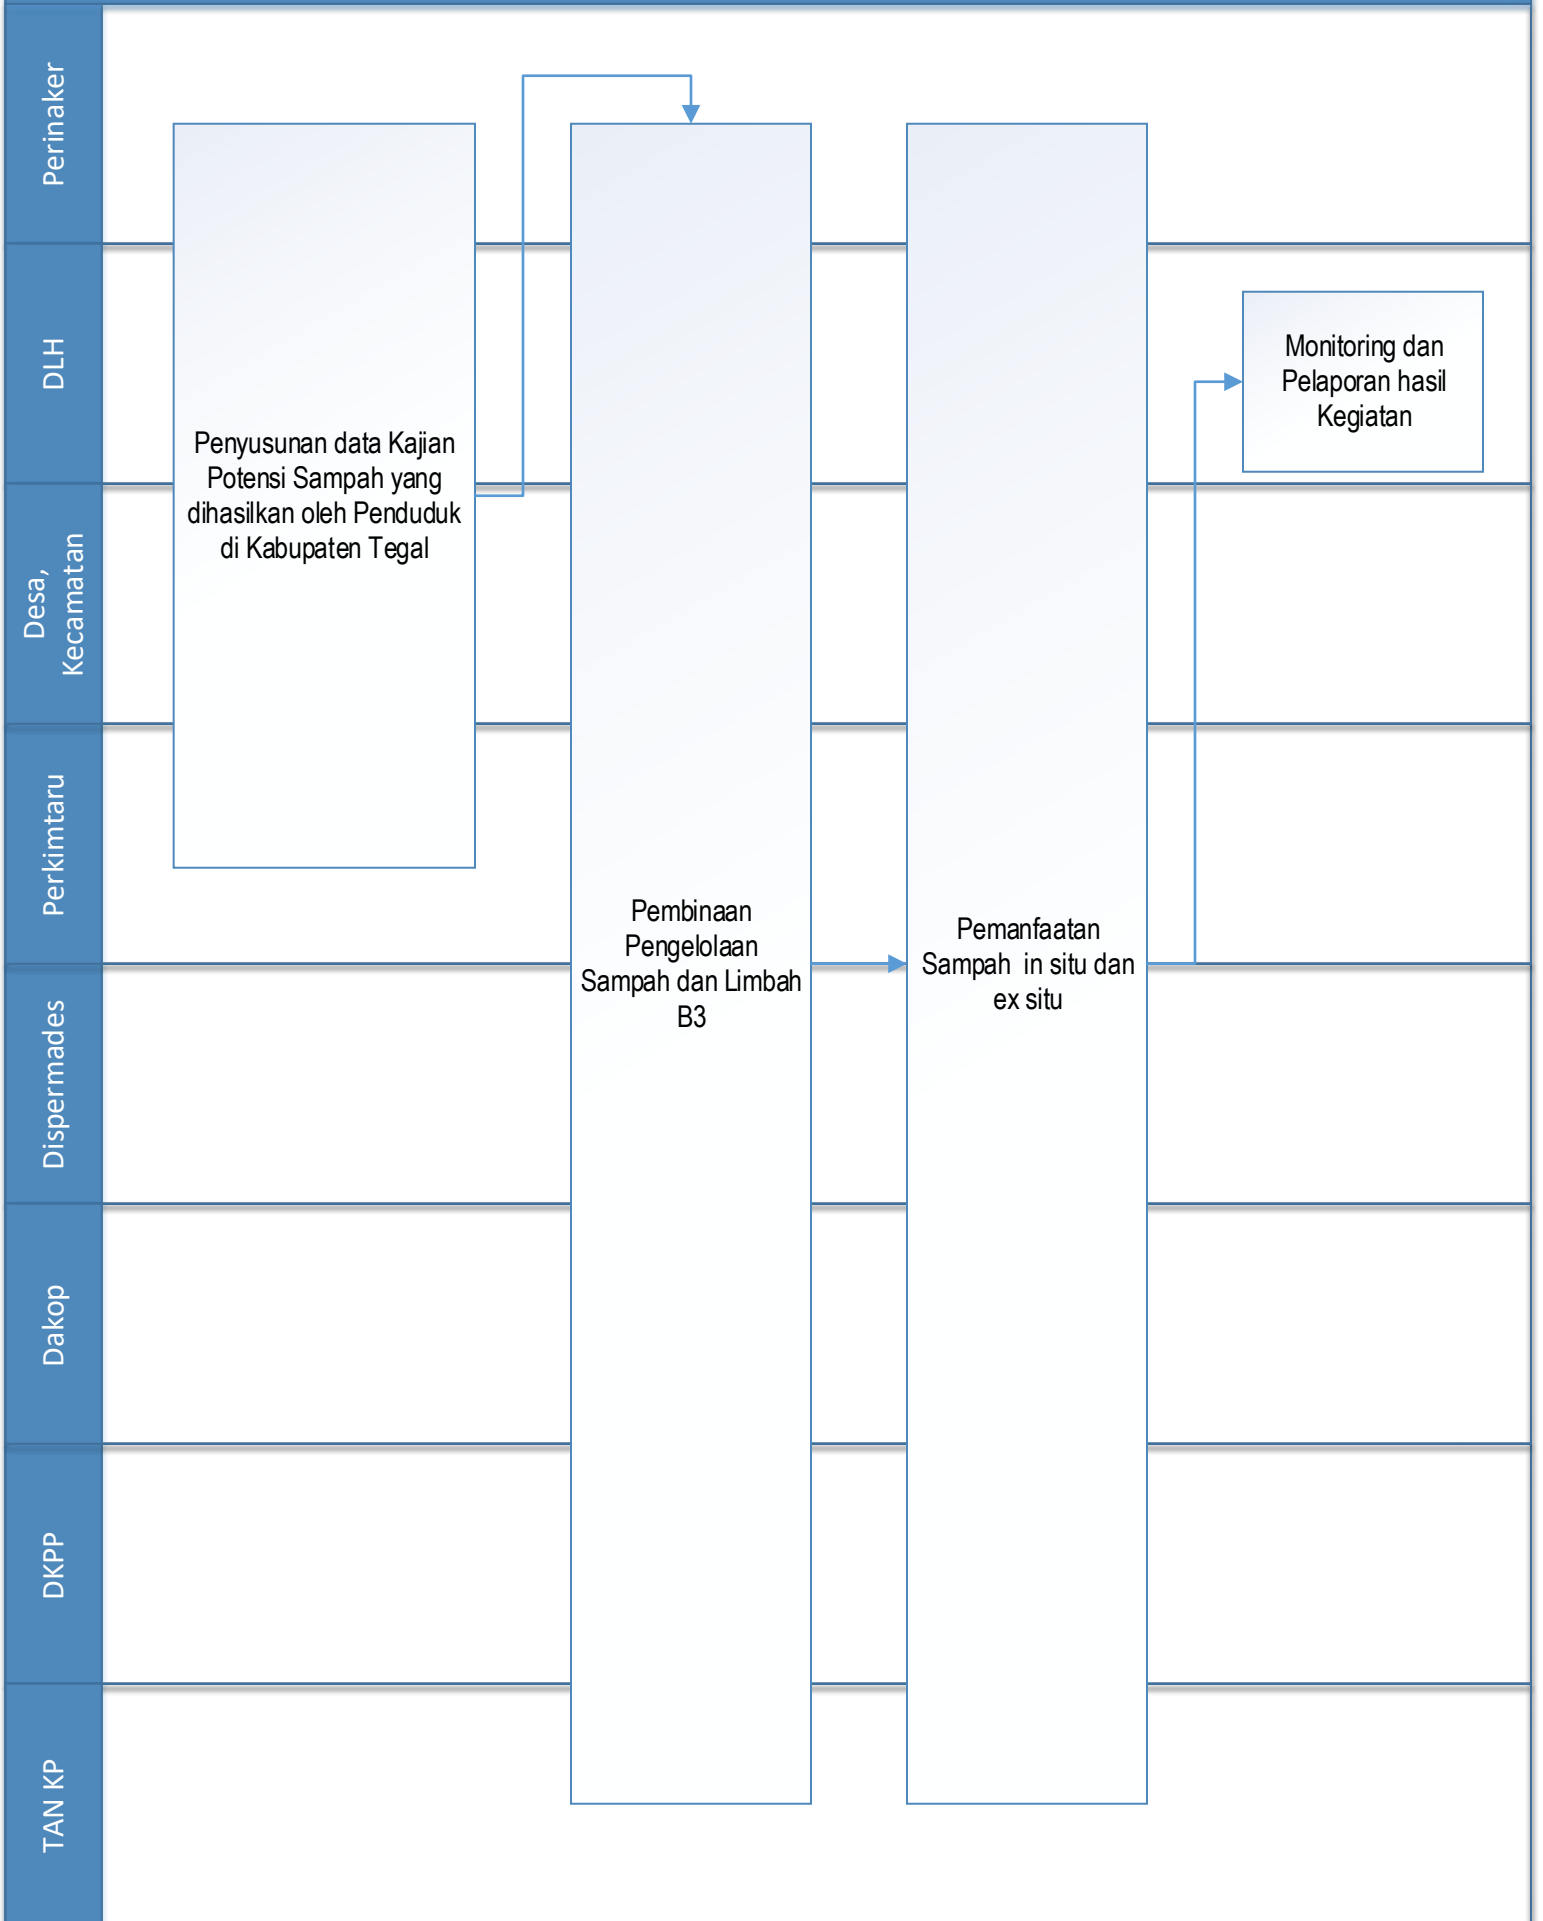 Perinaker
DLH
Desa,
Kecamatan
Perkimtaru
Dispermades
Dakop
DKPP
TAN KP
Penyusunan data Kajian
Potensi Sampah yang
dihasilkan oleh Penduduk
di Kabupaten Tegal
Pembinaan
Pengelolaan
Sampah dan Limbah
B3
Pemanfaatan
Sampah in situ dan
ex situ
Monitoring dan
Pelaporan hasil
Kegiatan